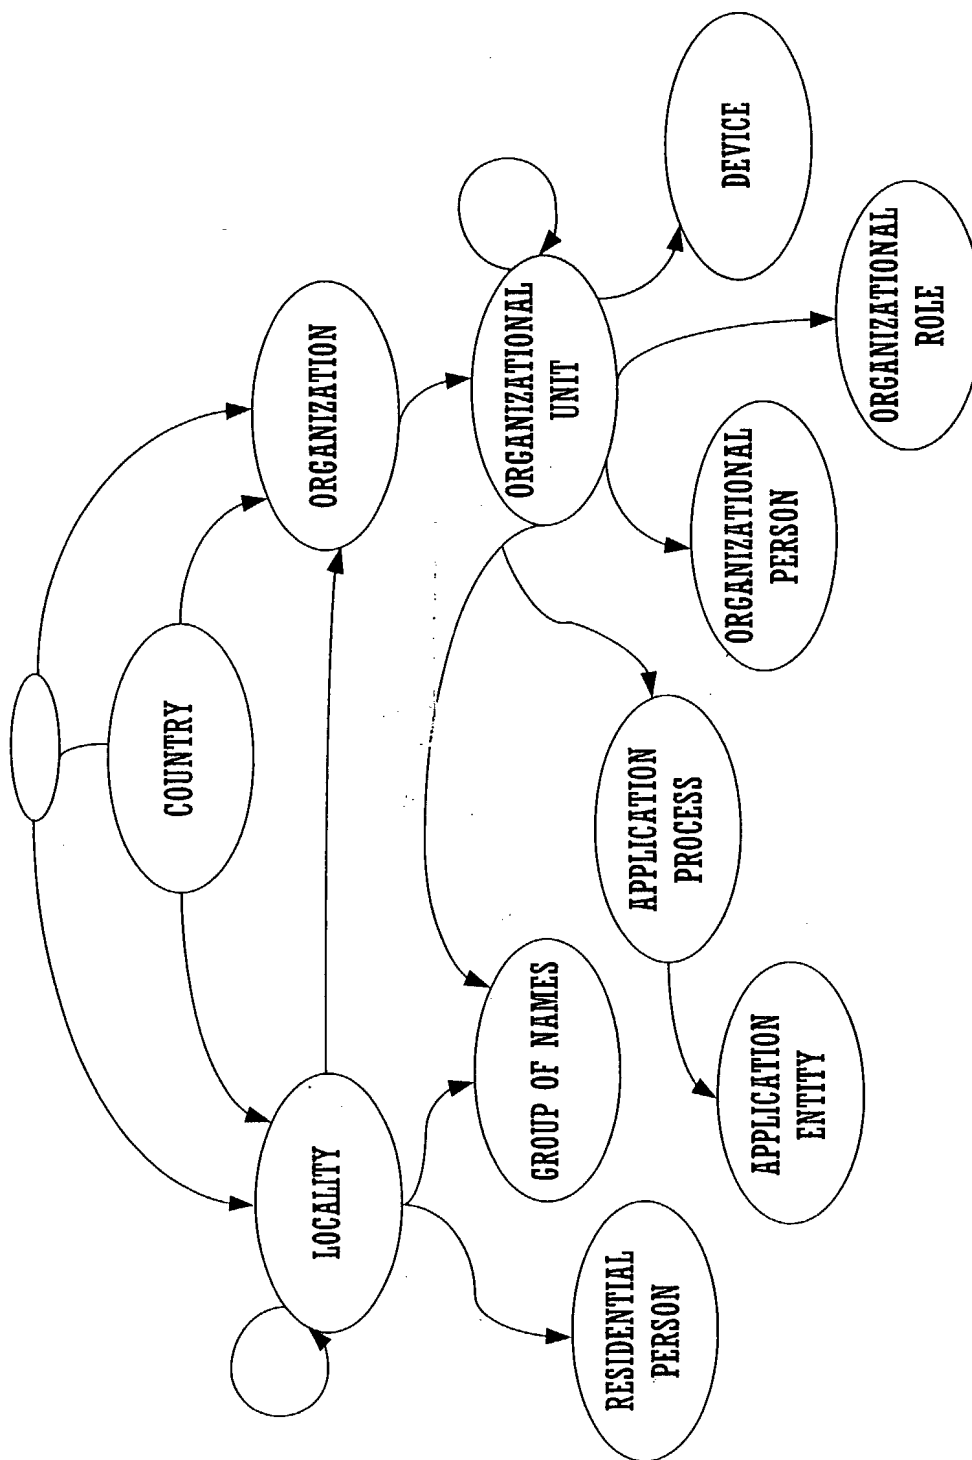 COUNTRY
LOCALITY
ORGANIZATION
GROUP OF NAMES
ORGANIZATIONAL
UNIT
RESIDENTIAL
PERSON
APPLICATION
PROCESS
APPLICATION
ENTITY
ORGANIZATIONAL
PERSON
ORGANIZATIONAL
ROLE
DEVICE